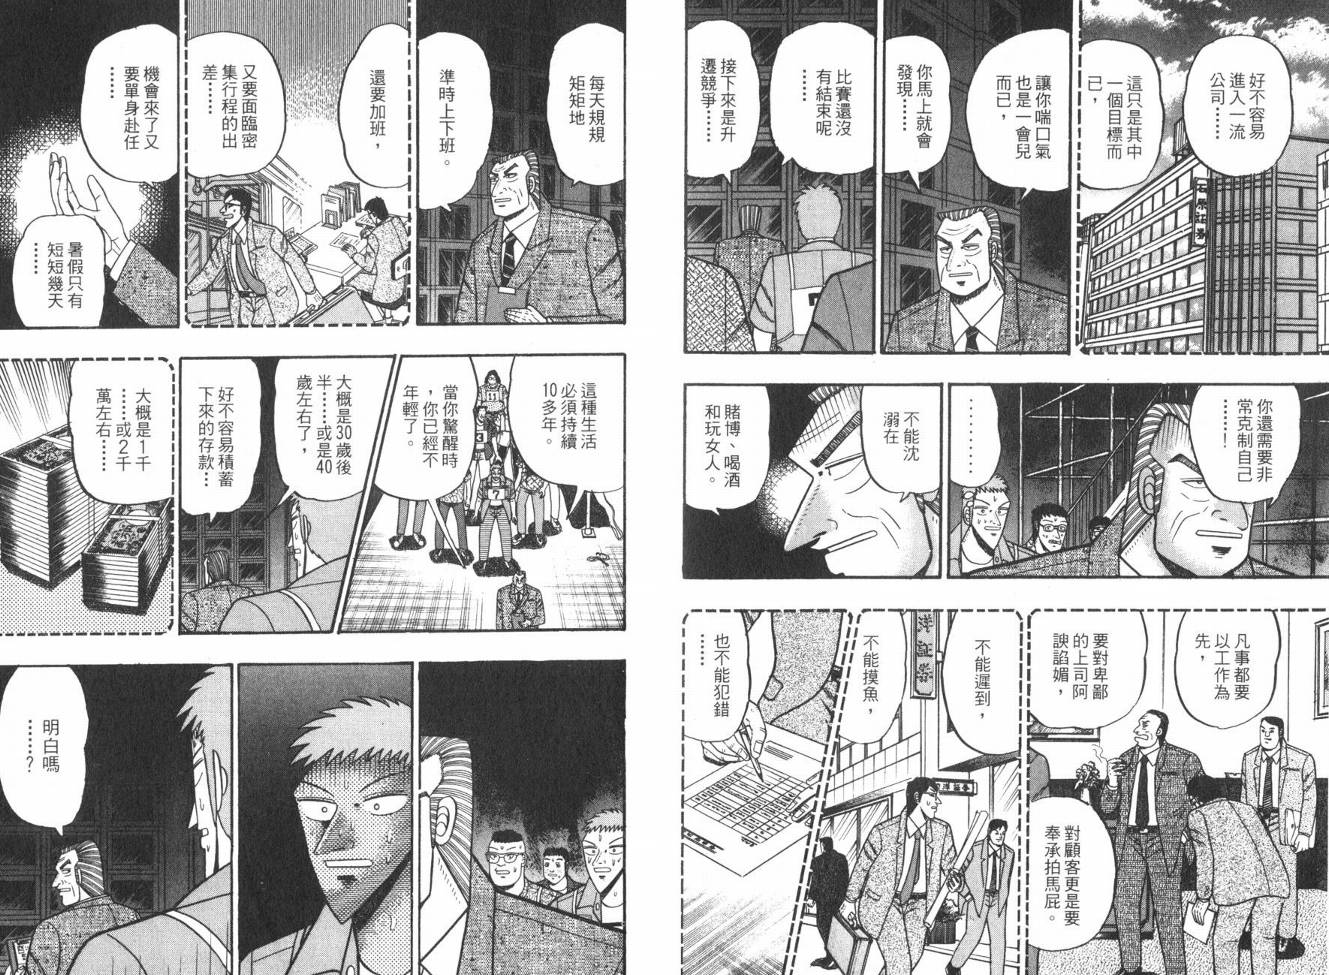 好不容易
進入一流
公司……
這只是其中
一個目標而
已，
石原証券
讓你喘口氣
也是一會兒
而已，
你馬上就會
發現……
比賽還沒
有結束呢
……
接下來是升
遷競爭……
你還需要非
常克制自己
……！
………
不能沈
溺在
賭博、喝酒
和玩女人。
凡事都要
以工作為
先，
要對卑鄙
的上司阿
諛諂媚，
對顧客更是要
奉承拍馬屁。
不能遲到，
洋証券
不能摸魚，
也不能犯錯
……
每天規規
矩矩地
準時上下班。
還要加班，
又要面臨密
集行程的出
差……
機會來了又
要單身赴任
……
暑假只有
短短幾天
……
這種生活
必須持續
10多年。
11
3
7
當你驚醒時
，你已經不
年輕了。
大概是30歲後
半……或是40
歲左右了，
好不容易積蓄
下來的存款…
大概是1千
……或2千
萬左右……
明白嗎
……？